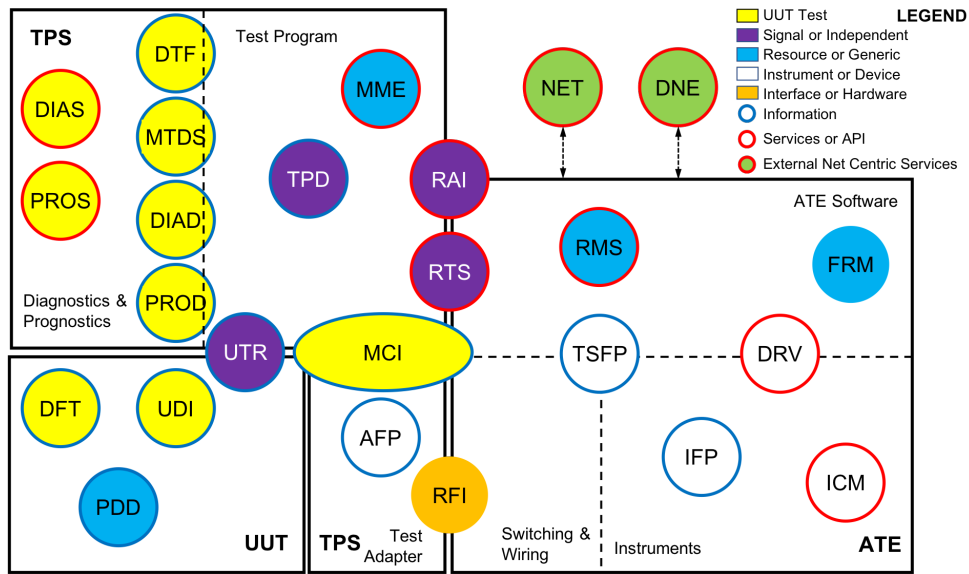 TPS
Test Program
DTF
MME
DIAS
MTDS
TPD
PROS
DIAD
RAI
RTS
PROD
Diagnostics &
Prognostics
UTR
MCI
NET
DNE
LEGEND
UUT Test
Signal or Independent
Resource or Generic
Instrument or Device
Interface or Hardware
Information
Services or API
External Net Centric Services
ATE Software
RMS
FRM
TSFP
DRV
DFT
UDI
PDD
UUT
AFP
RFI
TPS
Test
Adapter
IFP
ICM
Switching &
Wiring
Instruments
ATE